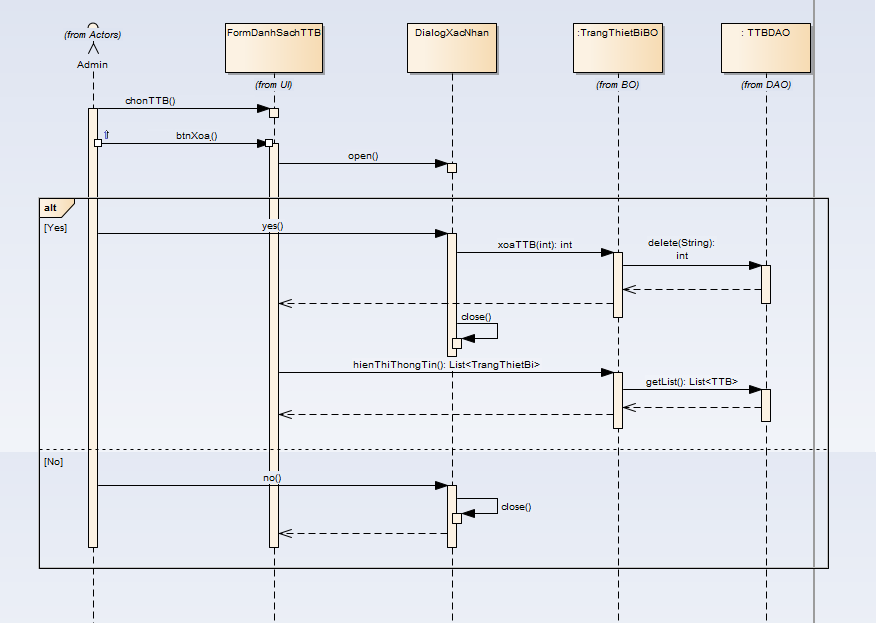 (from Actors)
Admin
FormDanhSachTTB
(from UI)
DialogXacNhan
:TrangThietBiBO
(from BO)
: TTBDAO
(from DAO)
chonTTB()
btnXoa()
open()
alt
[Yes]
yes()
xoaTTB(int): int
delete(String):
int
close()
hienThiThongTin(): List<TrangThietBi>
getList(): List<TTB>
[No]
no()
close()